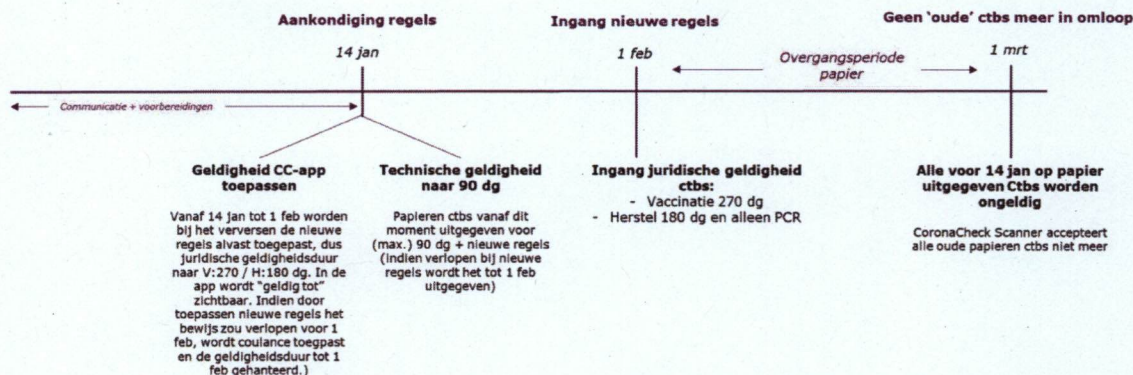 Aankondiging regels
Ingang nieuwe regels
Geen ‘oude’ ctbs meer in omloop
14 jan
1 feb
Overgangsperiode
papier
1 mrt
Communicatie + voorbereidingen
Geldigheid CC-app
toepassen
Vanaf 14 jan tot 1 feb worden
bij het verversen de nieuwe
regels alvast toegepast, dus
juridische geldigheidsduur
naar V:270 / H:180 dg. In de
app wordt "geldig tot"
zichtbaar. Indien door
toepassen nieuwe regels het
bewijs zou verlopen voor 1
feb, wordt coulance toegpast
en de geldigheidsduur tot 1
feb gehanteerd.)
Technische geldigheid
naar 90 dg
Papieren ctbs vanaf dit
moment uitgegeven voor
(max.) 90 dg + nieuwe regels
(indien verlopen bij nieuwe
regels wordt het tot 1 feb
uitgegeven)
Ingang juridische geldigheid
ctbs:
- Vaccinatie 270 dg
- Herstel 180 dg en alleen PCR
Alle voor 14 jan op papier
uitgegeven Ctbs worden
ongeldig
CoronaCheck Scanner accepteert
alle oude papieren ctbs niet meer